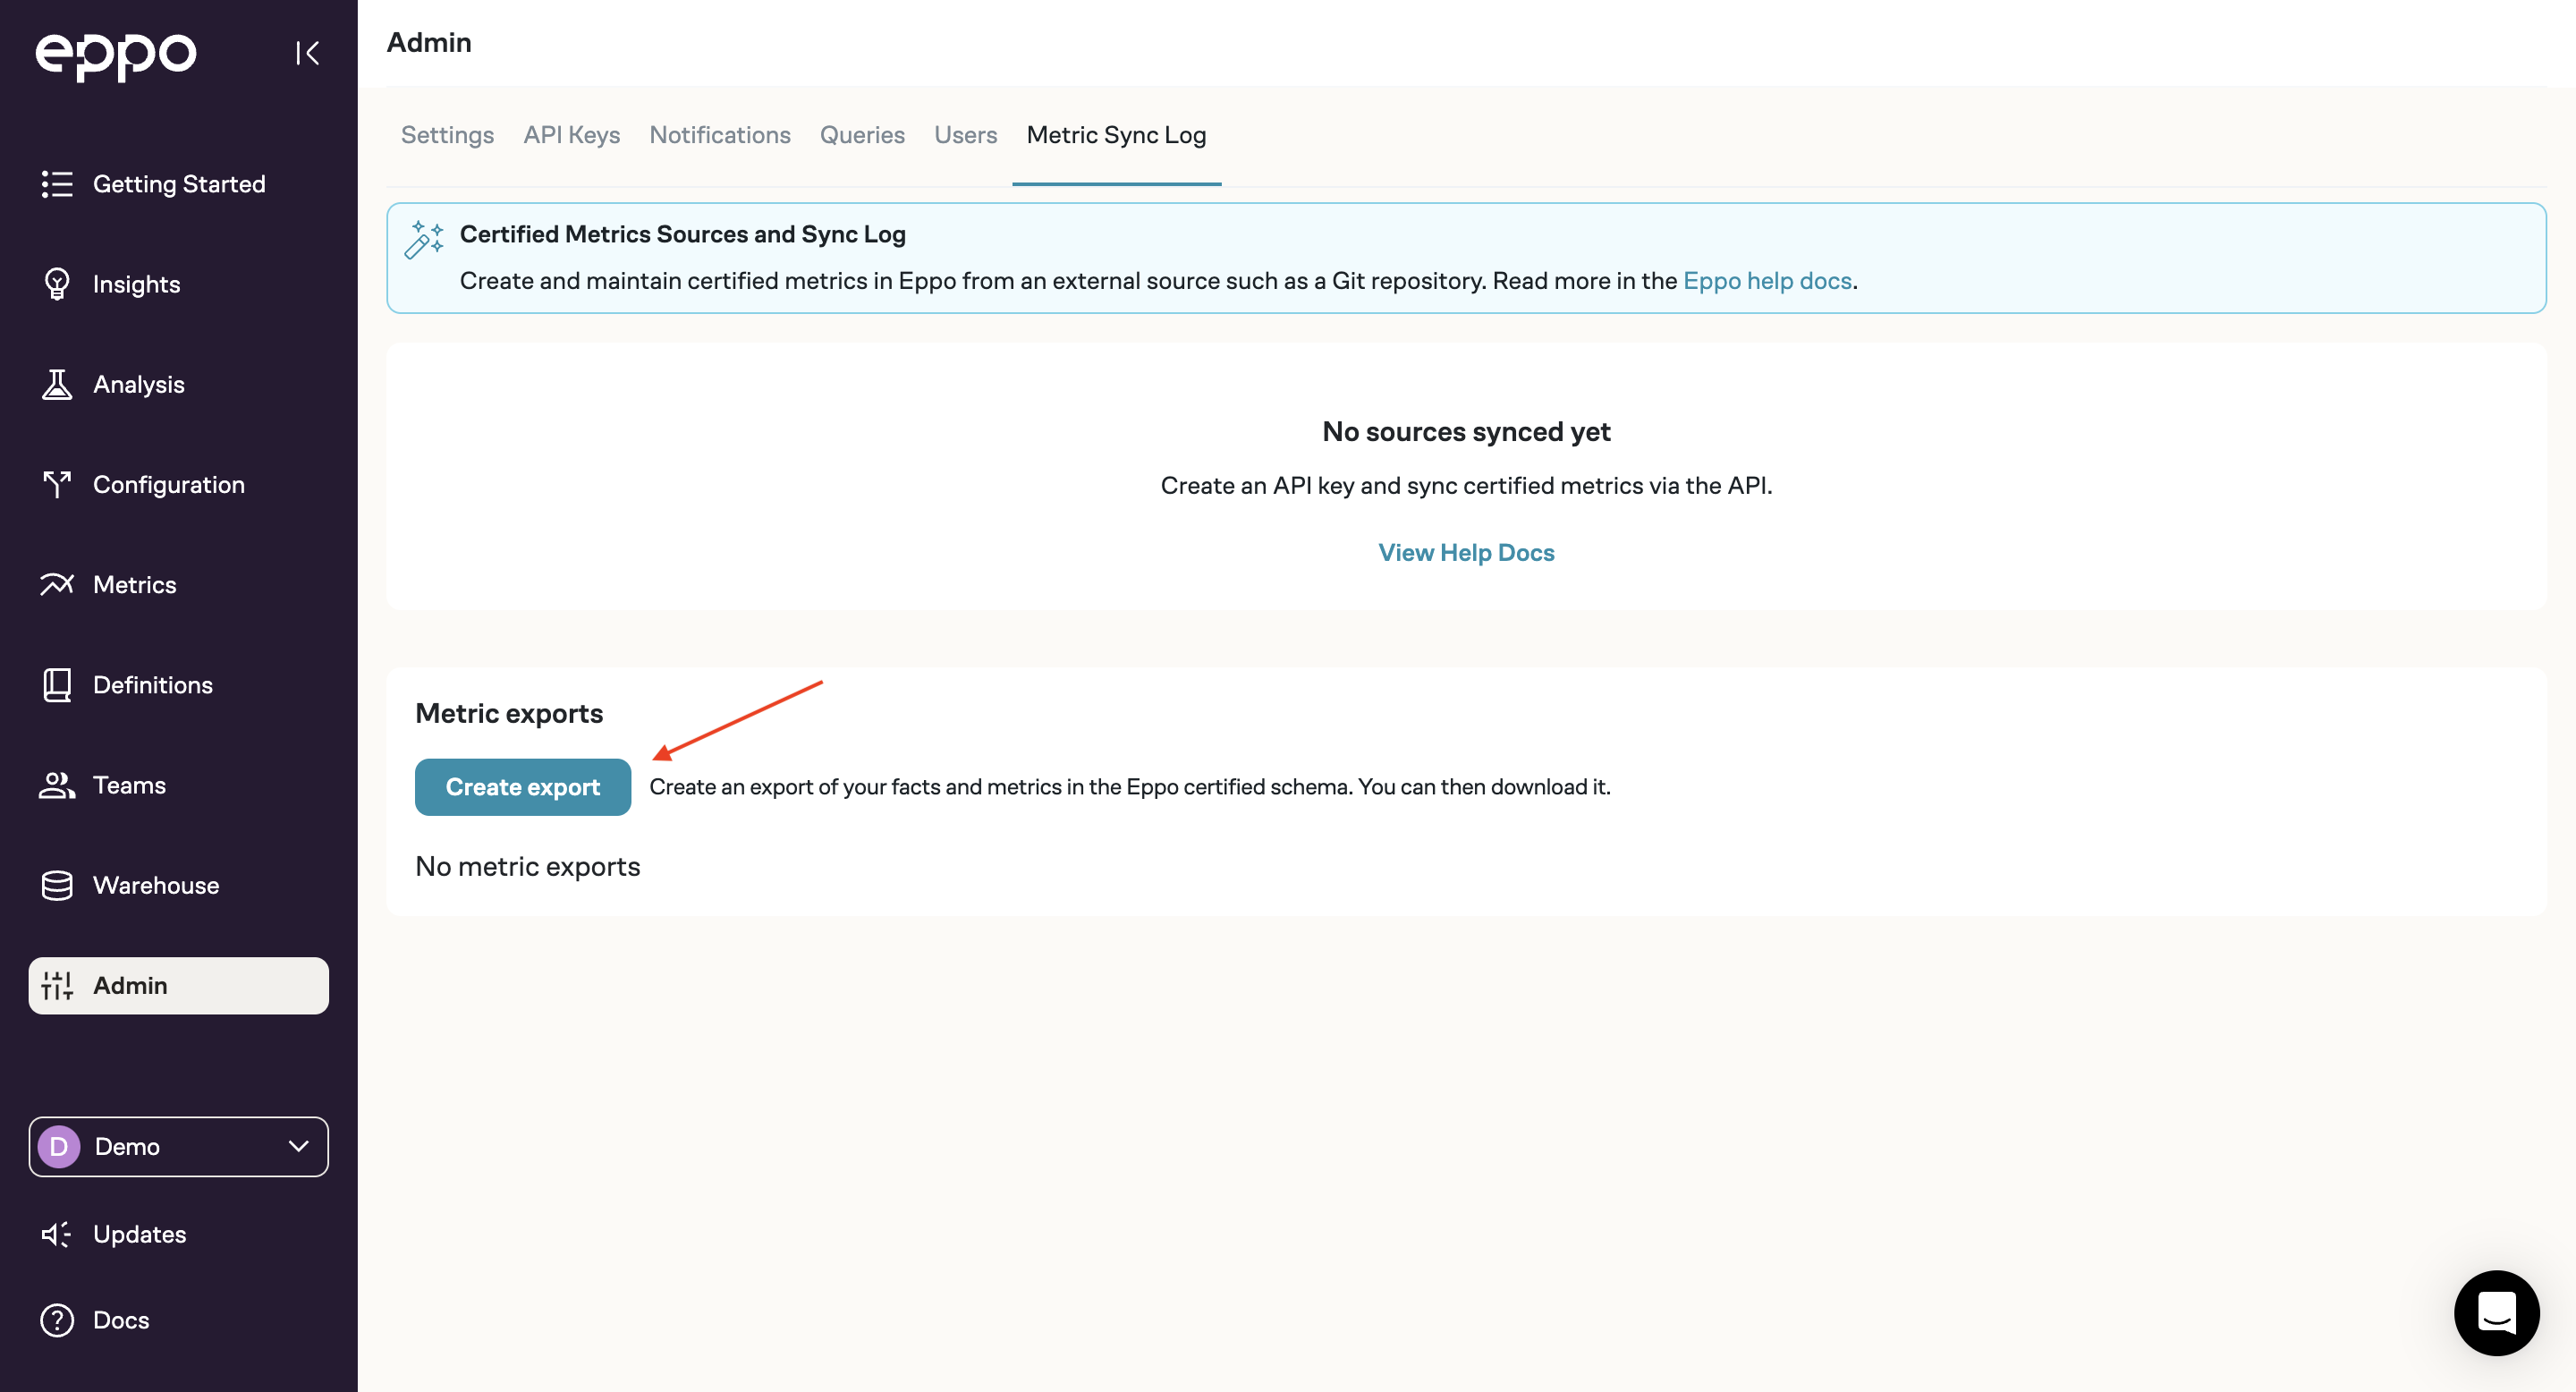 eppo
Getting Started
Insights
Analysis
Configuration
Metrics
Definitions
Teams
Warehouse
Admin
D Demo
Updates
Docs
Admin
Settings API Keys Notifications Queries Users Metric Sync Log
Certified Metrics Sources and Sync Log
Create and maintain certified metrics in Eppo from an external source such as a Git repository. Read more in the Eppo help docs.
No sources synced yet
Create an API key and sync certified metrics via the API.
View Help Docs
Metric exports
Create export Create an export of your facts and metrics in the Eppo certified schema. You can then download it.
No metric exports